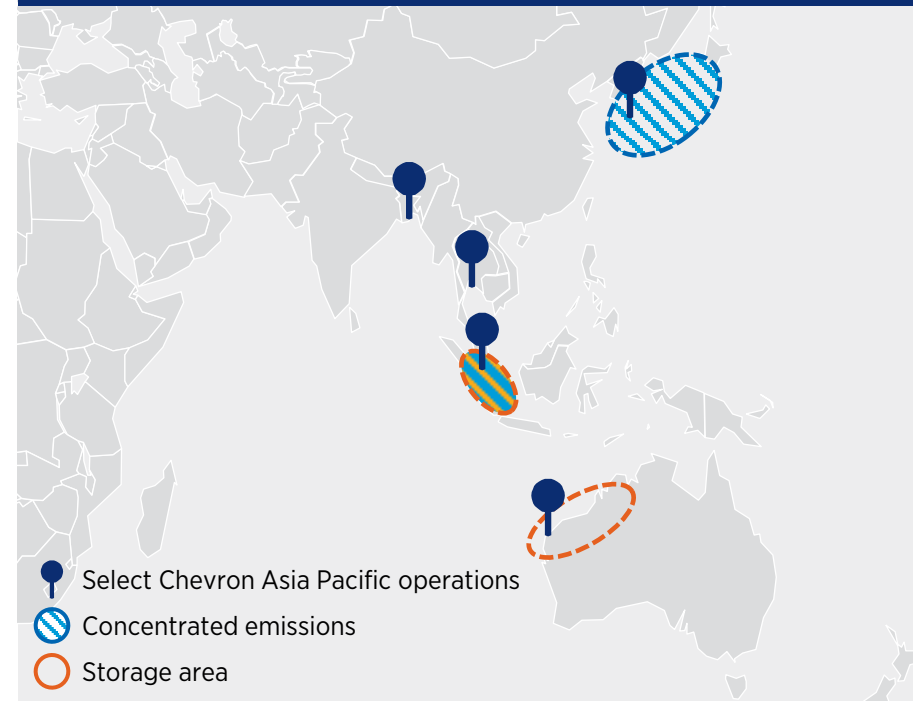 Select Chevron Asia Pacific operations
Concentrated emissions
Storage area